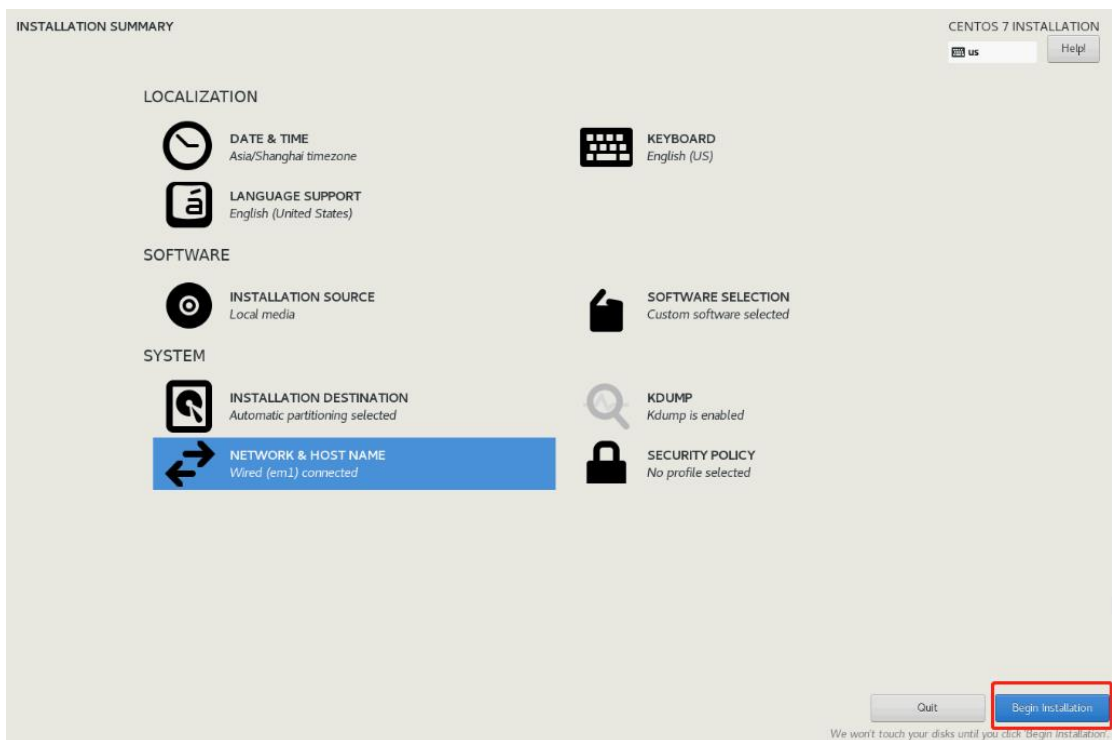 INSTALLATION SUMMARY
CENTOS 7 INSTALLATION
us
Help!
LOCALIZATION
DATE & TIME
Asia/Shanghai timezone
KEYBOARD
English (US)
á
LANGUAGE SUPPORT
English (United States)
SOFTWARE
INSTALLATION SOURCE
Local media
SOFTWARE SELECTION
Custom software selected
SYSTEM
INSTALLATION DESTINATION
Automatic partitioning selected
KDUMP
Kdump is enabled
NETWORK & HOST NAME
Wired (em1) connected
SECURITY POLICY
No profile selected
Quit
Begin Installation
We won't touch your disks until you click 'Begin Installation'.